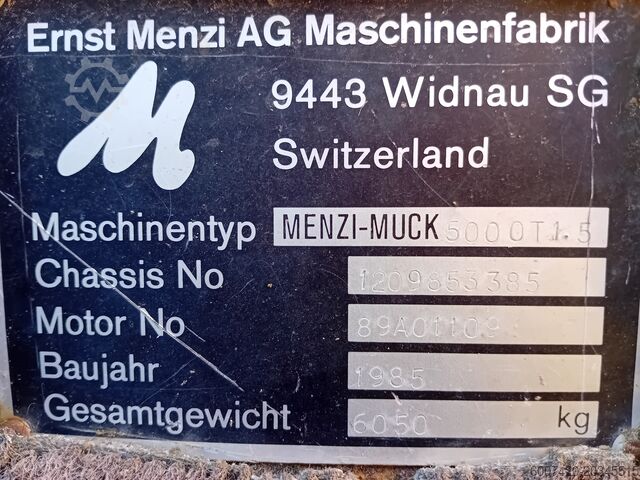 Ernst Menzi AG Maschinenfabrik
9443 Widnau SG
Switzerland
Maschinentyp MENZI-MUCK 5000T1.5
Chassis No 1209653385
Motor No 89A01109
Baujahr 1985
Gesamtgewicht 6050 kg